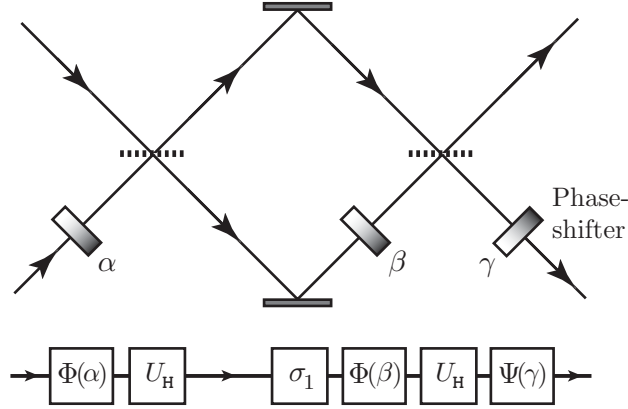 Phase-
shifter
α
β
γ
Φ(α)
U_H
σ_1
Φ(β)
U_H
Ψ(γ)